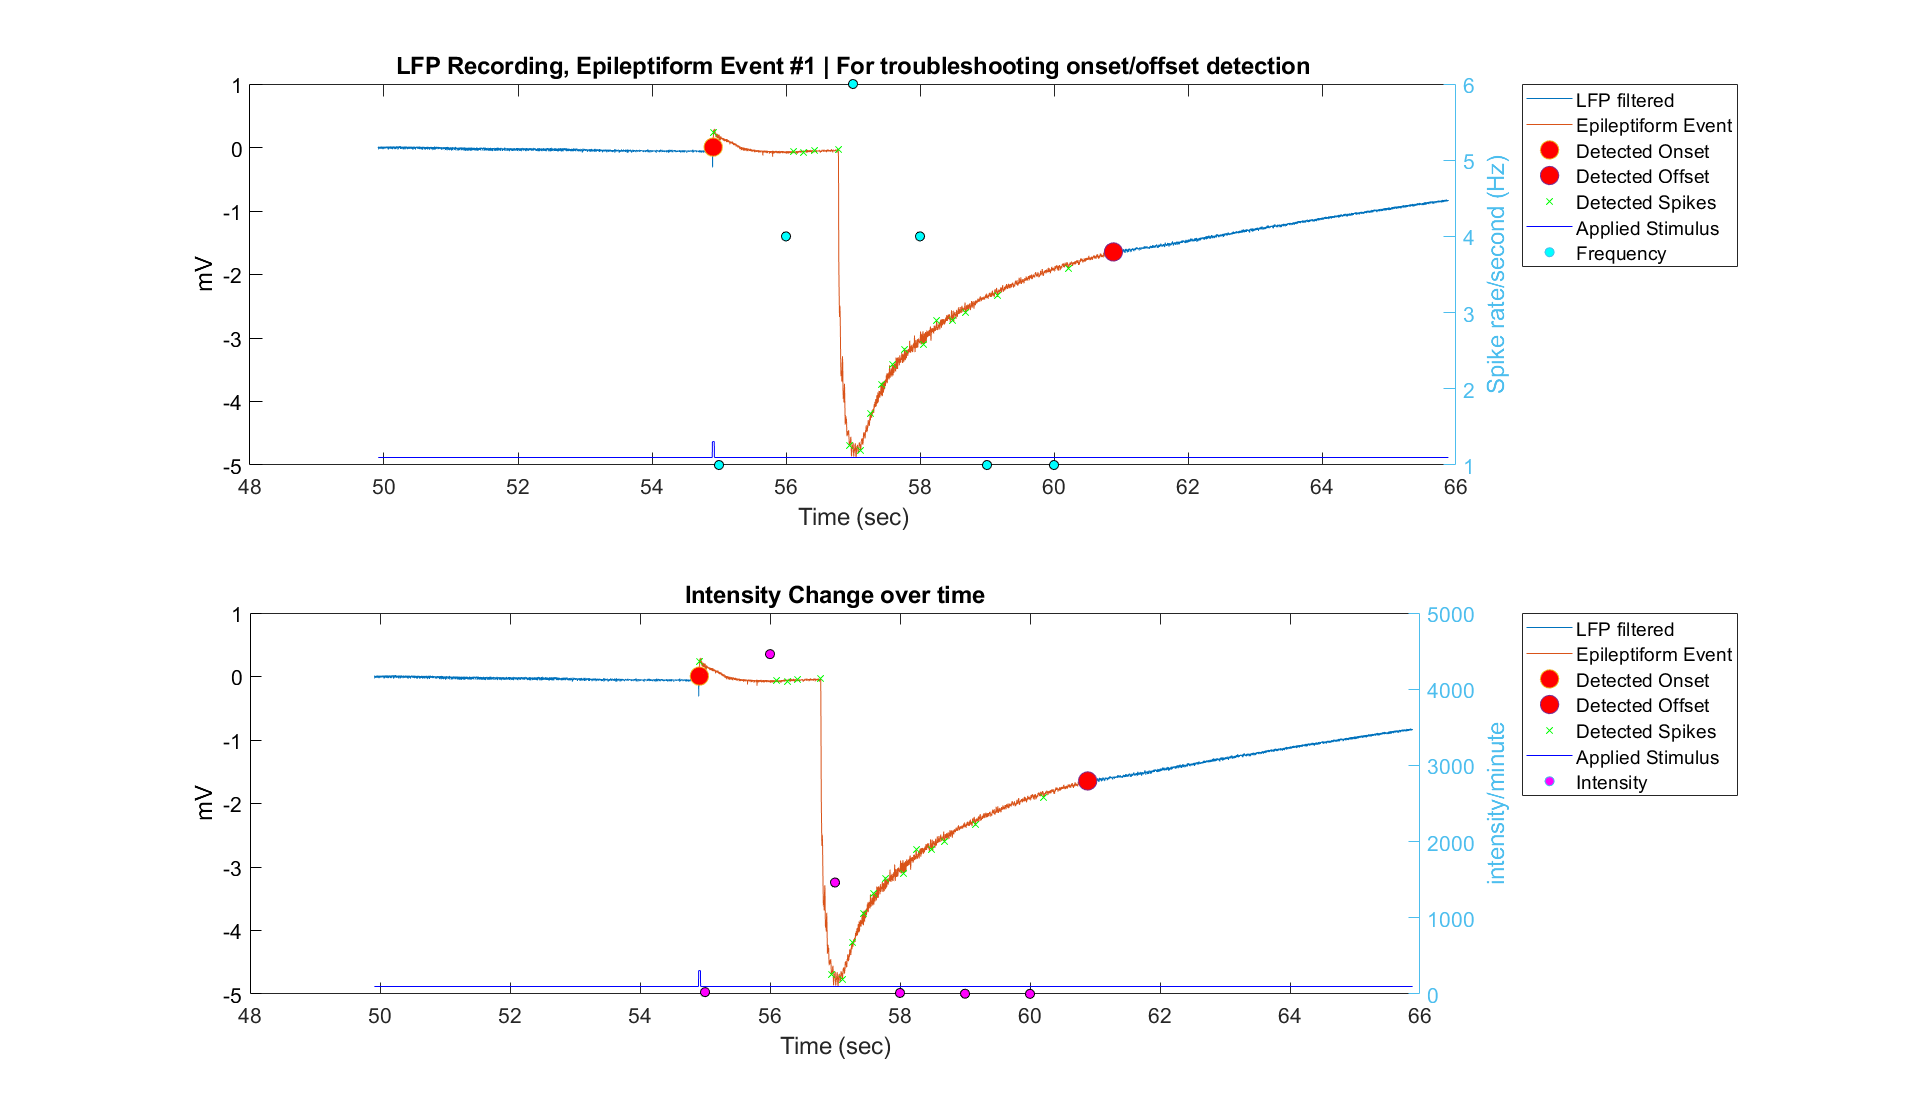 LFP Recording, Epileptiform Event #1 | For troubleshooting onset/offset detection
1
0
-1
-2
-3
-4
-5
mV
48 50 52 54 56 58 60 62 64 66
Time (sec)
6
5
4
3
2
1
Spike rate/second (Hz)
LFP filtered
Epileptiform Event
Detected Onset
Detected Offset
Detected Spikes
Applied Stimulus
Frequency
Intensity Change over time
1
0
-1
-2
-3
-4
-5
mV
48 50 52 54 56 58 60 62 64 66
Time (sec)
5000
4000
3000
2000
1000
0
intensity/minute
LFP filtered
Epileptiform Event
Detected Onset
Detected Offset
Detected Spikes
Applied Stimulus
Intensity